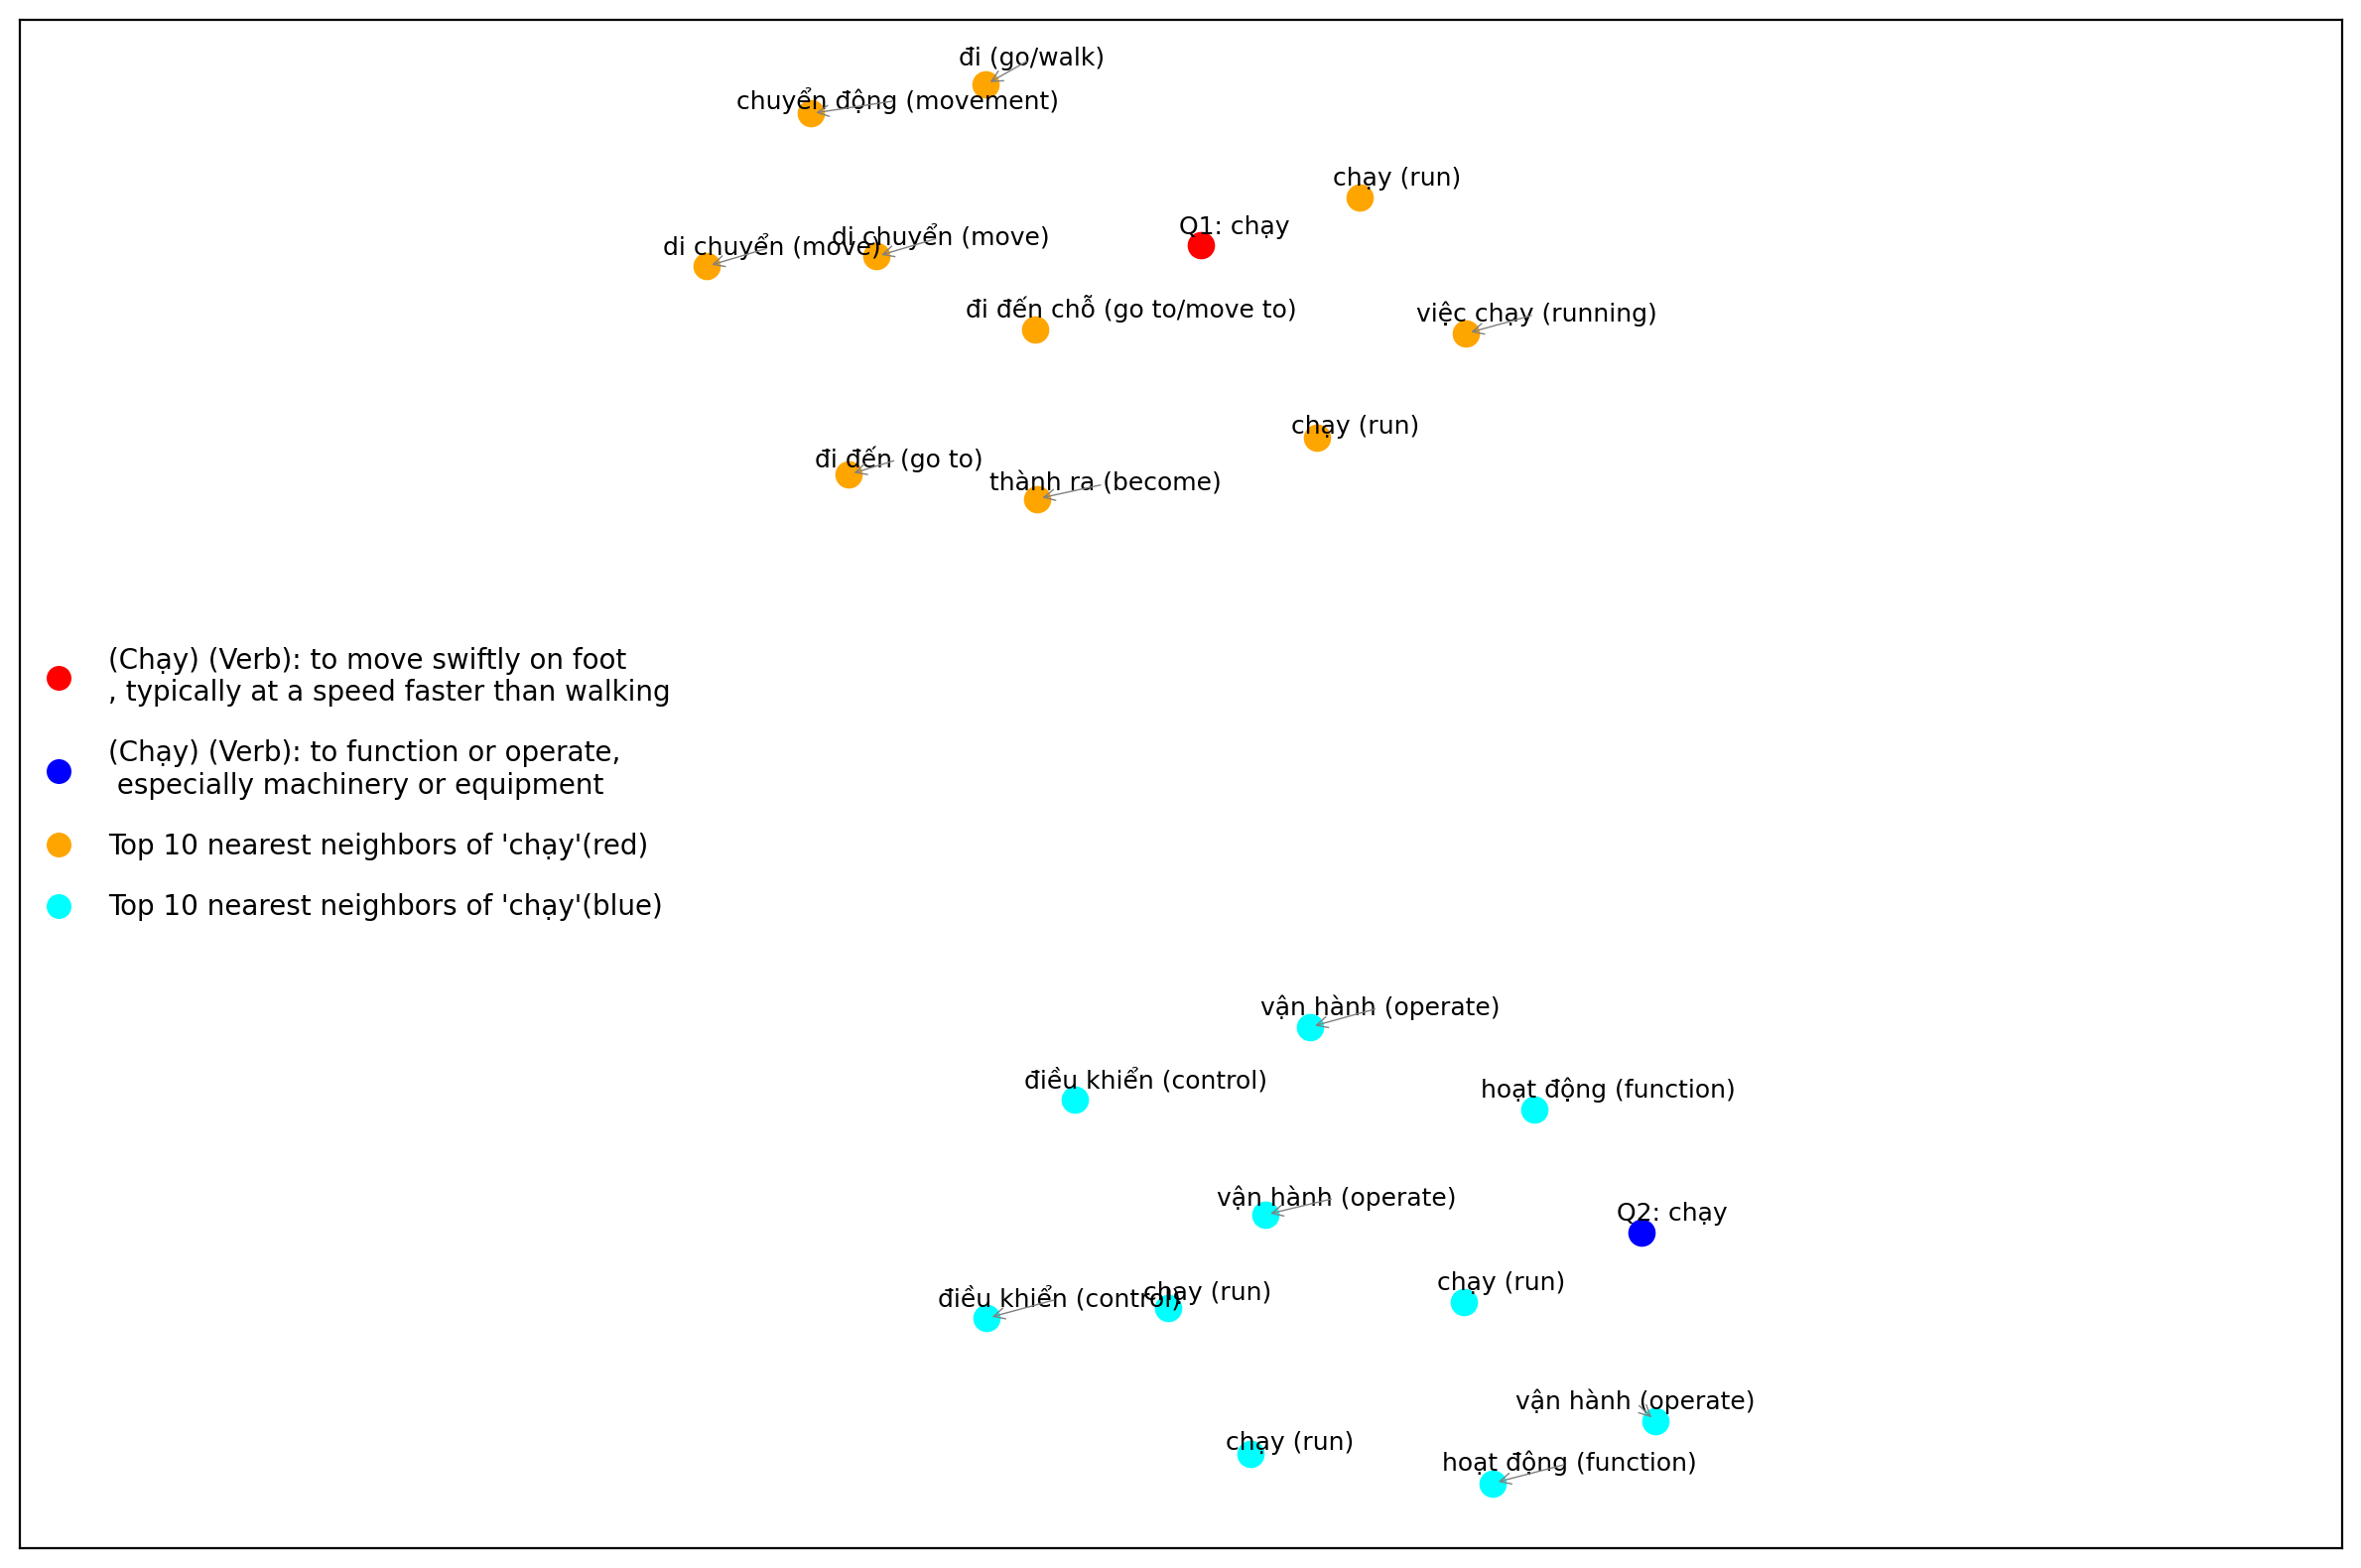 đi (go/walk)
chuyển động (movement)
chạy (run)
Q1: chạy
di chuyển (move)
di chuyển (move)
đi đến chỗ (go to/move to)
việc chạy (running)
chạy (run)
đi đến (go to)
thành ra (become)
(Chạy) (Verb): to move swiftly on foot
, typically at a speed faster than walking
(Chạy) (Verb): to function or operate,
especially machinery or equipment
Top 10 nearest neighbors of 'chạy'(red)
Top 10 nearest neighbors of 'chạy'(blue)
vận hành (operate)
điều khiển (control)
hoạt động (function)
vận hành (operate)
Q2: chạy
điều khiển (control)
chạy (run)
chạy (run)
vận hành (operate)
chạy (run)
hoạt động (function)